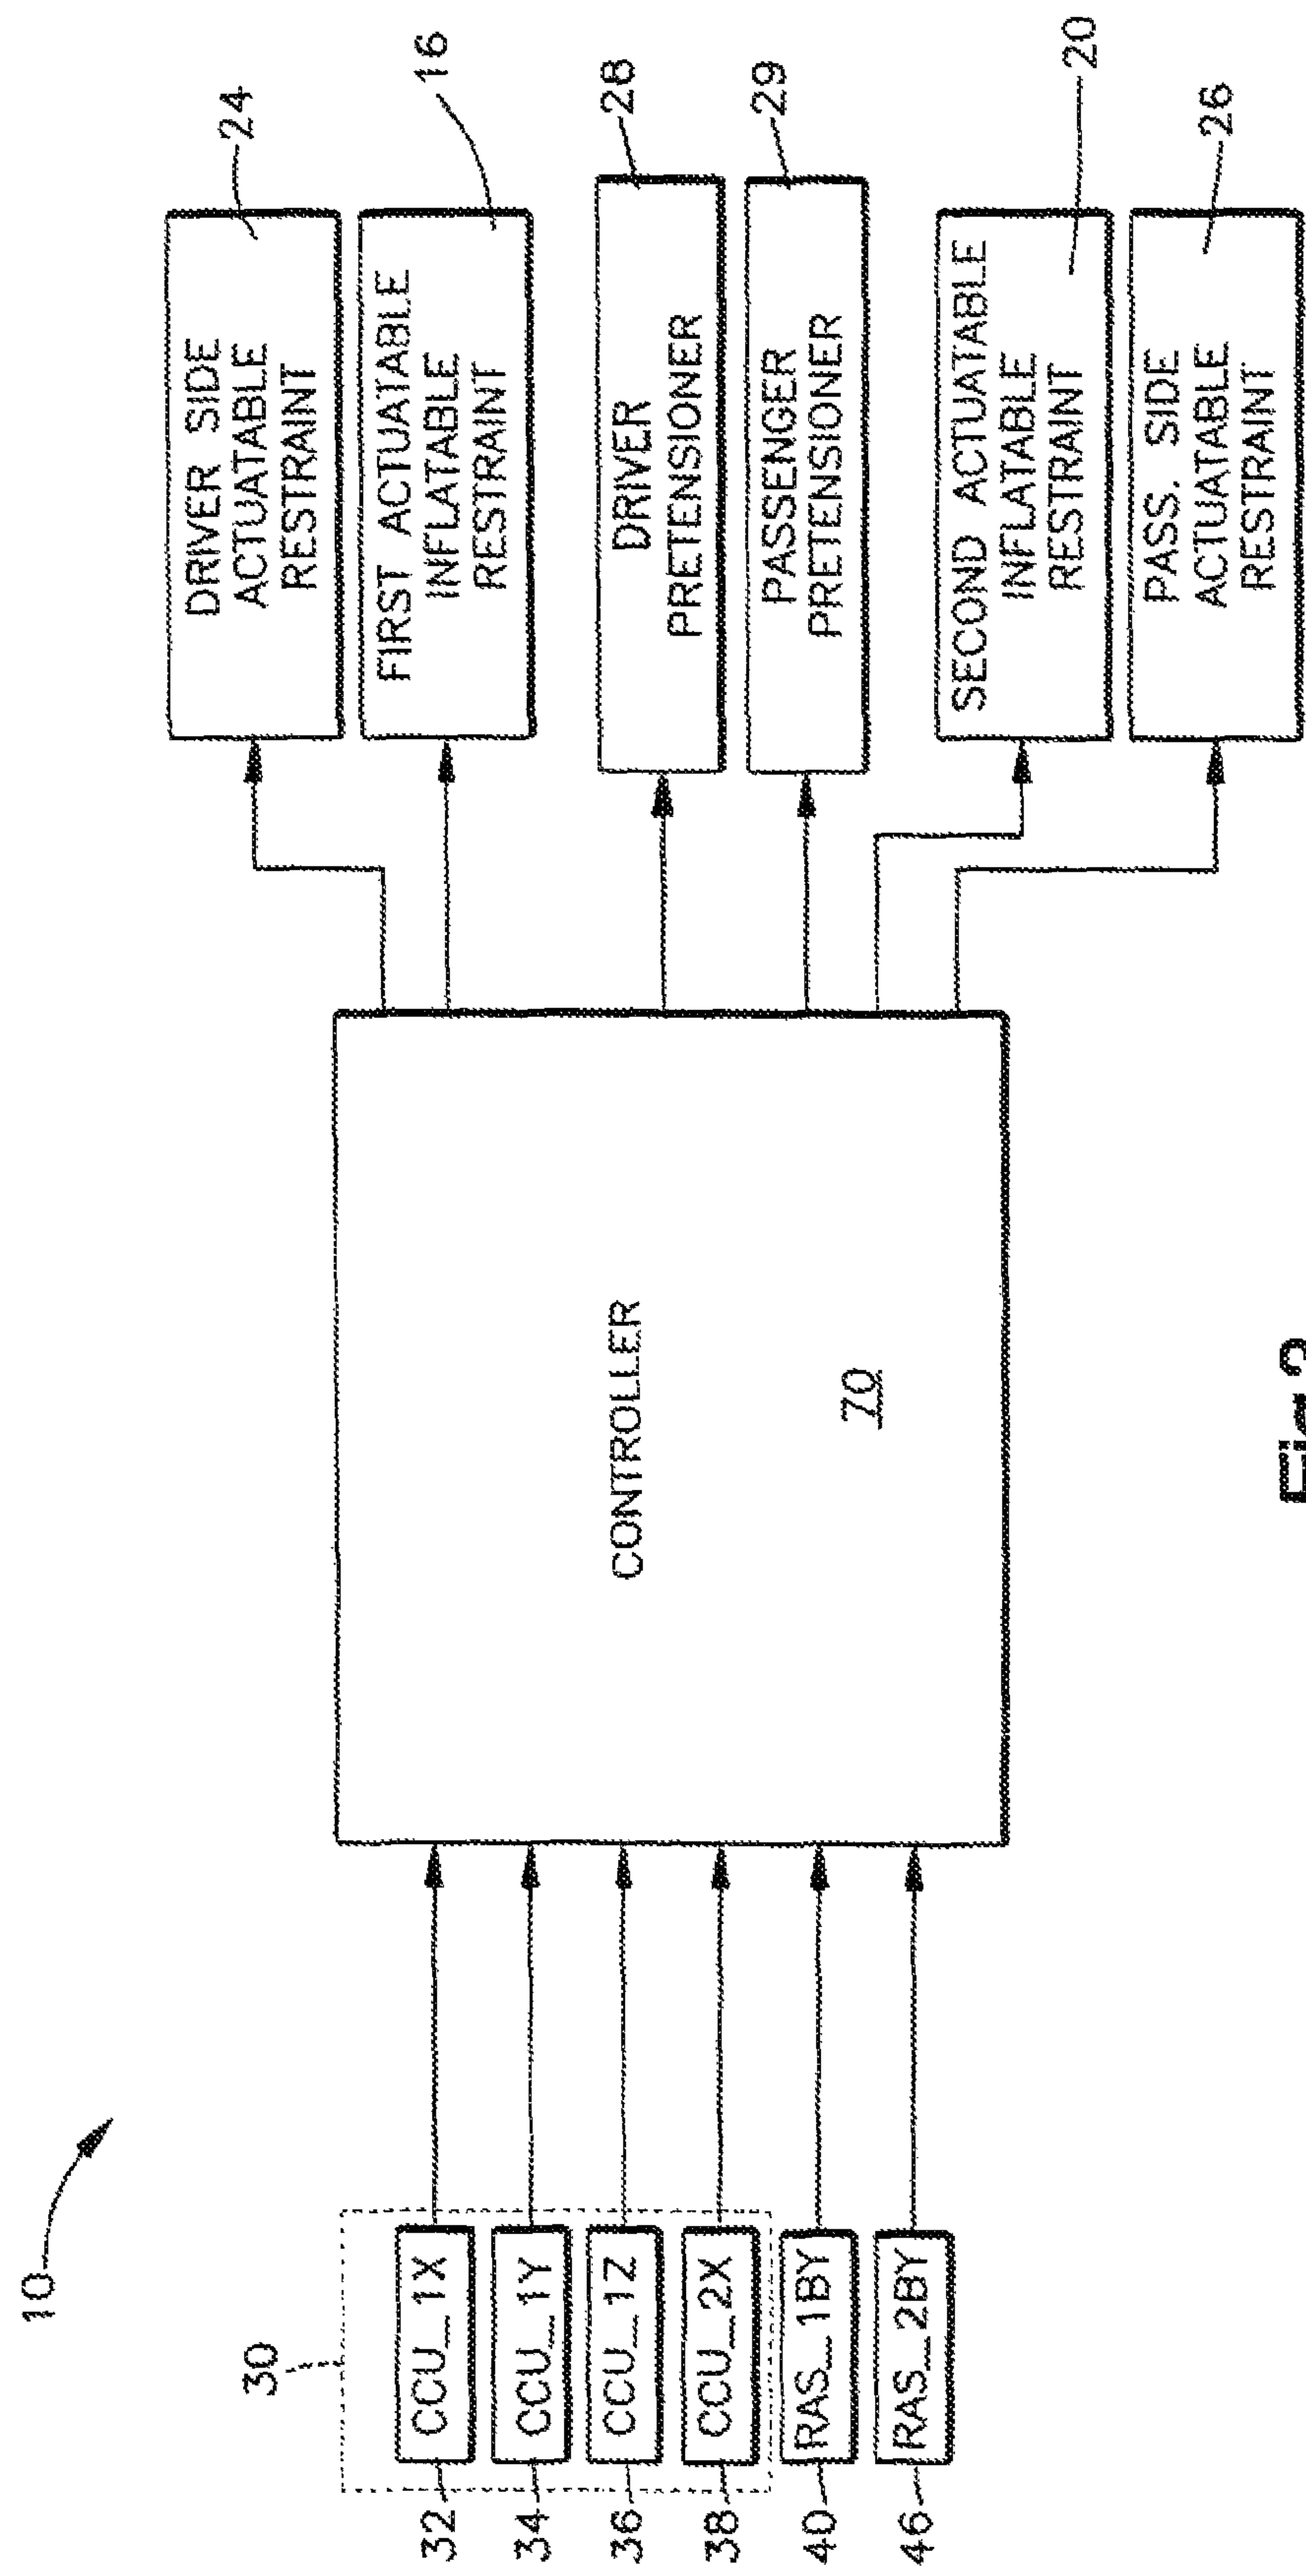 10
30
32
CCU_1X
34
CCU_1Y
36
CCU_1Z
38
CCU_2X
40
RAS_1BY
46
RAS_2BY
CONTROLLER
70
DRIVER SIDE
ACTUATABLE
RESTRAINT
24
FIRST ACTUATABLE
INFLATABLE
RESTRAINT
16
DRIVER
PRETENSIONER
28
PASSENGER
PRETENSIONER
29
SECOND ACTUATABLE
INFLATABLE
RESTRAINT
20
PASS. SIDE
ACTUATABLE
RESTRAINT
26
Fig.2